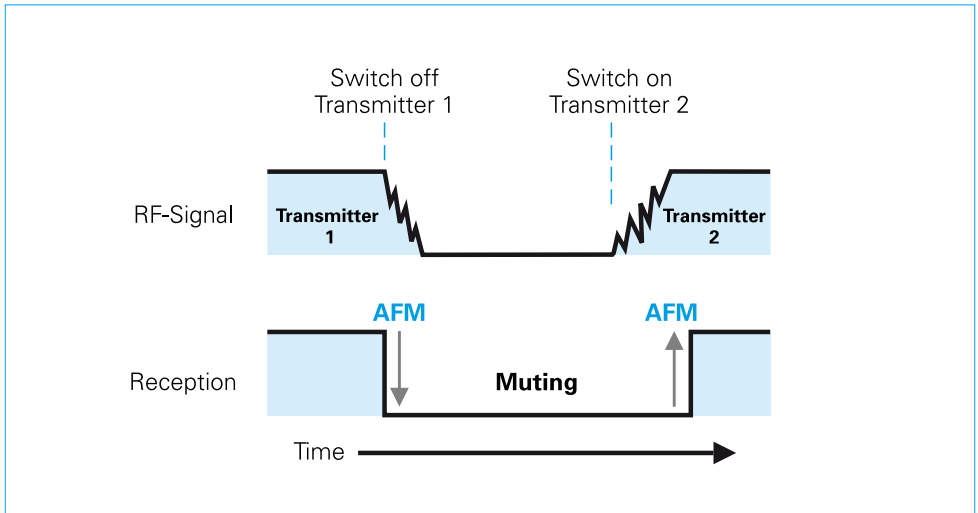 Switch off
Transmitter 1
Switch on
Transmitter 2
RF-Signal
Transmitter
1
Transmitter
2
AFM
AFM
Reception
Muting
Time